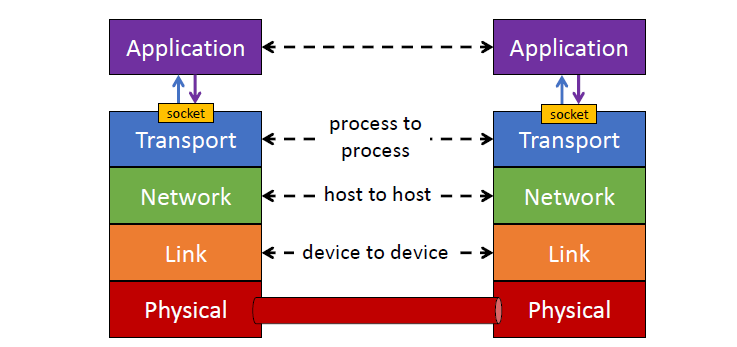 Application Application
socket socket
process to
process
Transport Transport
Network host to host Network
Link device to device Link
Physical Physical